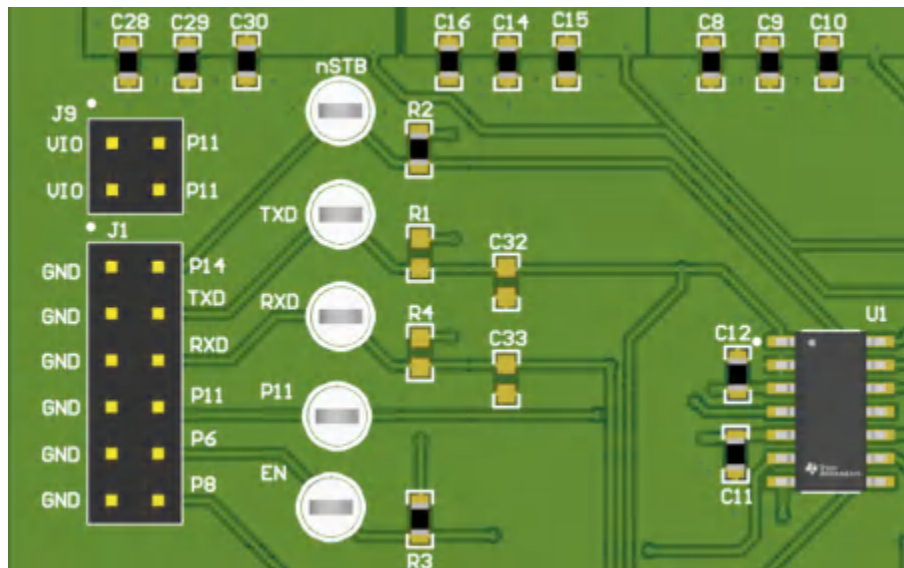 C28 C29 C30 C16 C14 C15 C8 C9 C10
nSTB
J9
R2
VIO P11
VIO P11
J1
TXD
R1
GND P14
C32
GND TXD
RXD
R4
U1
GND RXD
C33
C12
GND P11
P11
GND P6
EN
GND P8
C11
R3